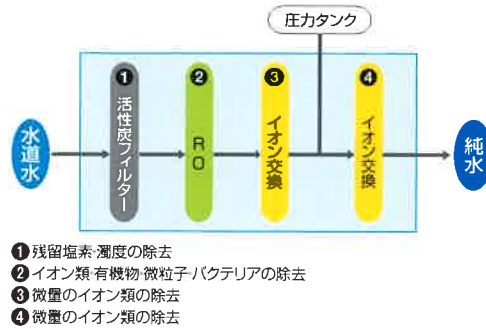 圧力タンク
水道水
❶ 活性炭フィルター
❷ RO
❸ イオン交換
❹ イオン交換
純水
❶残留塩素・濁度の除去
❷イオン類・有機物・微粒子・バクテリアの除去
❸微量のイオン類の除去
❹微量のイオン類の除去